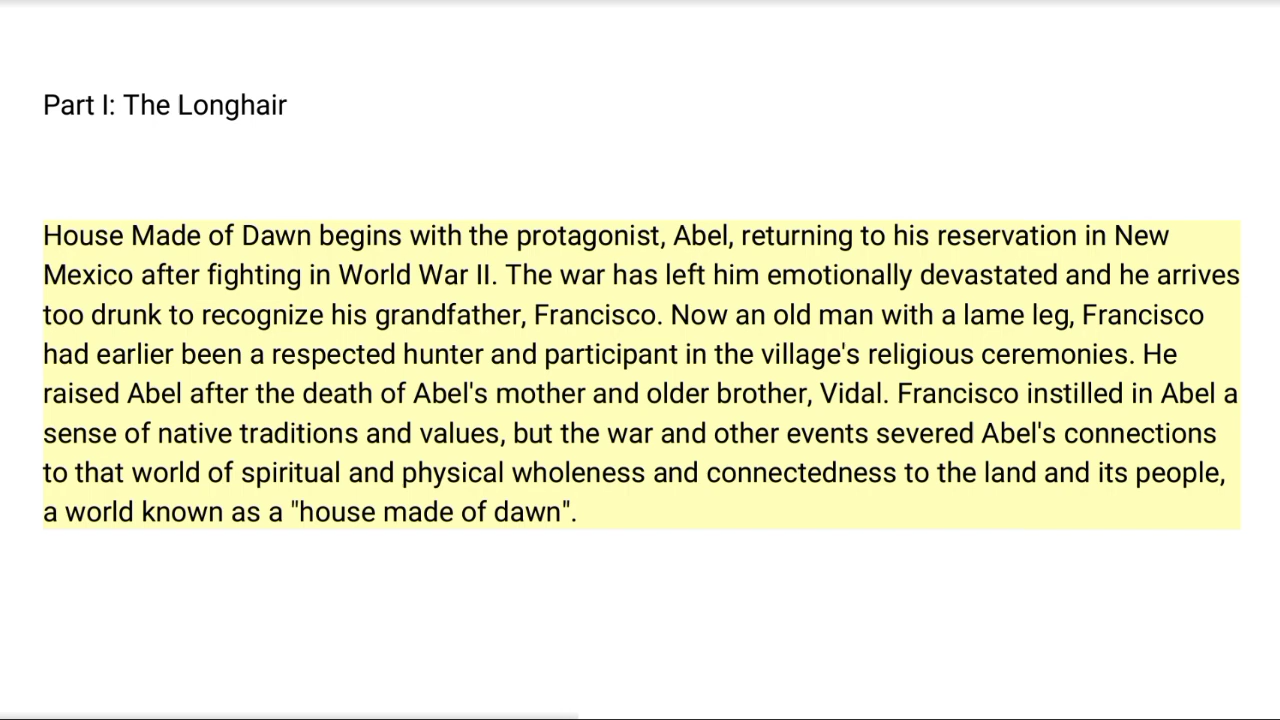 Part I: The Longhair
House Made of Dawn begins with the protagonist, Abel, returning to his reservation in New
Mexico after fighting in World War II. The war has left him emotionally devastated and he arrives
too drunk to recognize his grandfather, Francisco. Now an old man with a lame leg, Francisco
had earlier been a respected hunter and participant in the village's religious ceremonies. He
raised Abel after the death of Abel's mother and older brother, Vidal. Francisco instilled in Abel a
sense of native traditions and values, but the war and other events severed Abel's connections
to that world of spiritual and physical wholeness and connectedness to the land and its people,
a world known as a "house made of dawn".